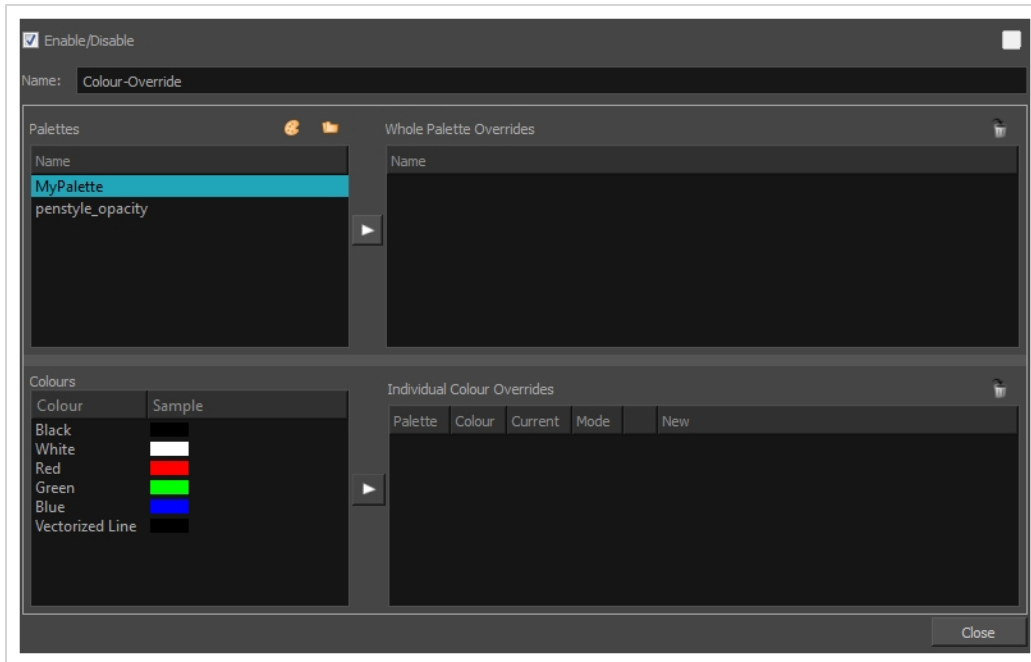 Enable/Disable
Name: Colour-Override
Palettes
Whole Palette Overrides
Name
Name
MyPalette
penstyle_opacity
Colours
Individual Colour Overrides
Colour Sample
Palette Colour Current Mode New
Black
White
Red
Green
Blue
Vectorized Line
Close